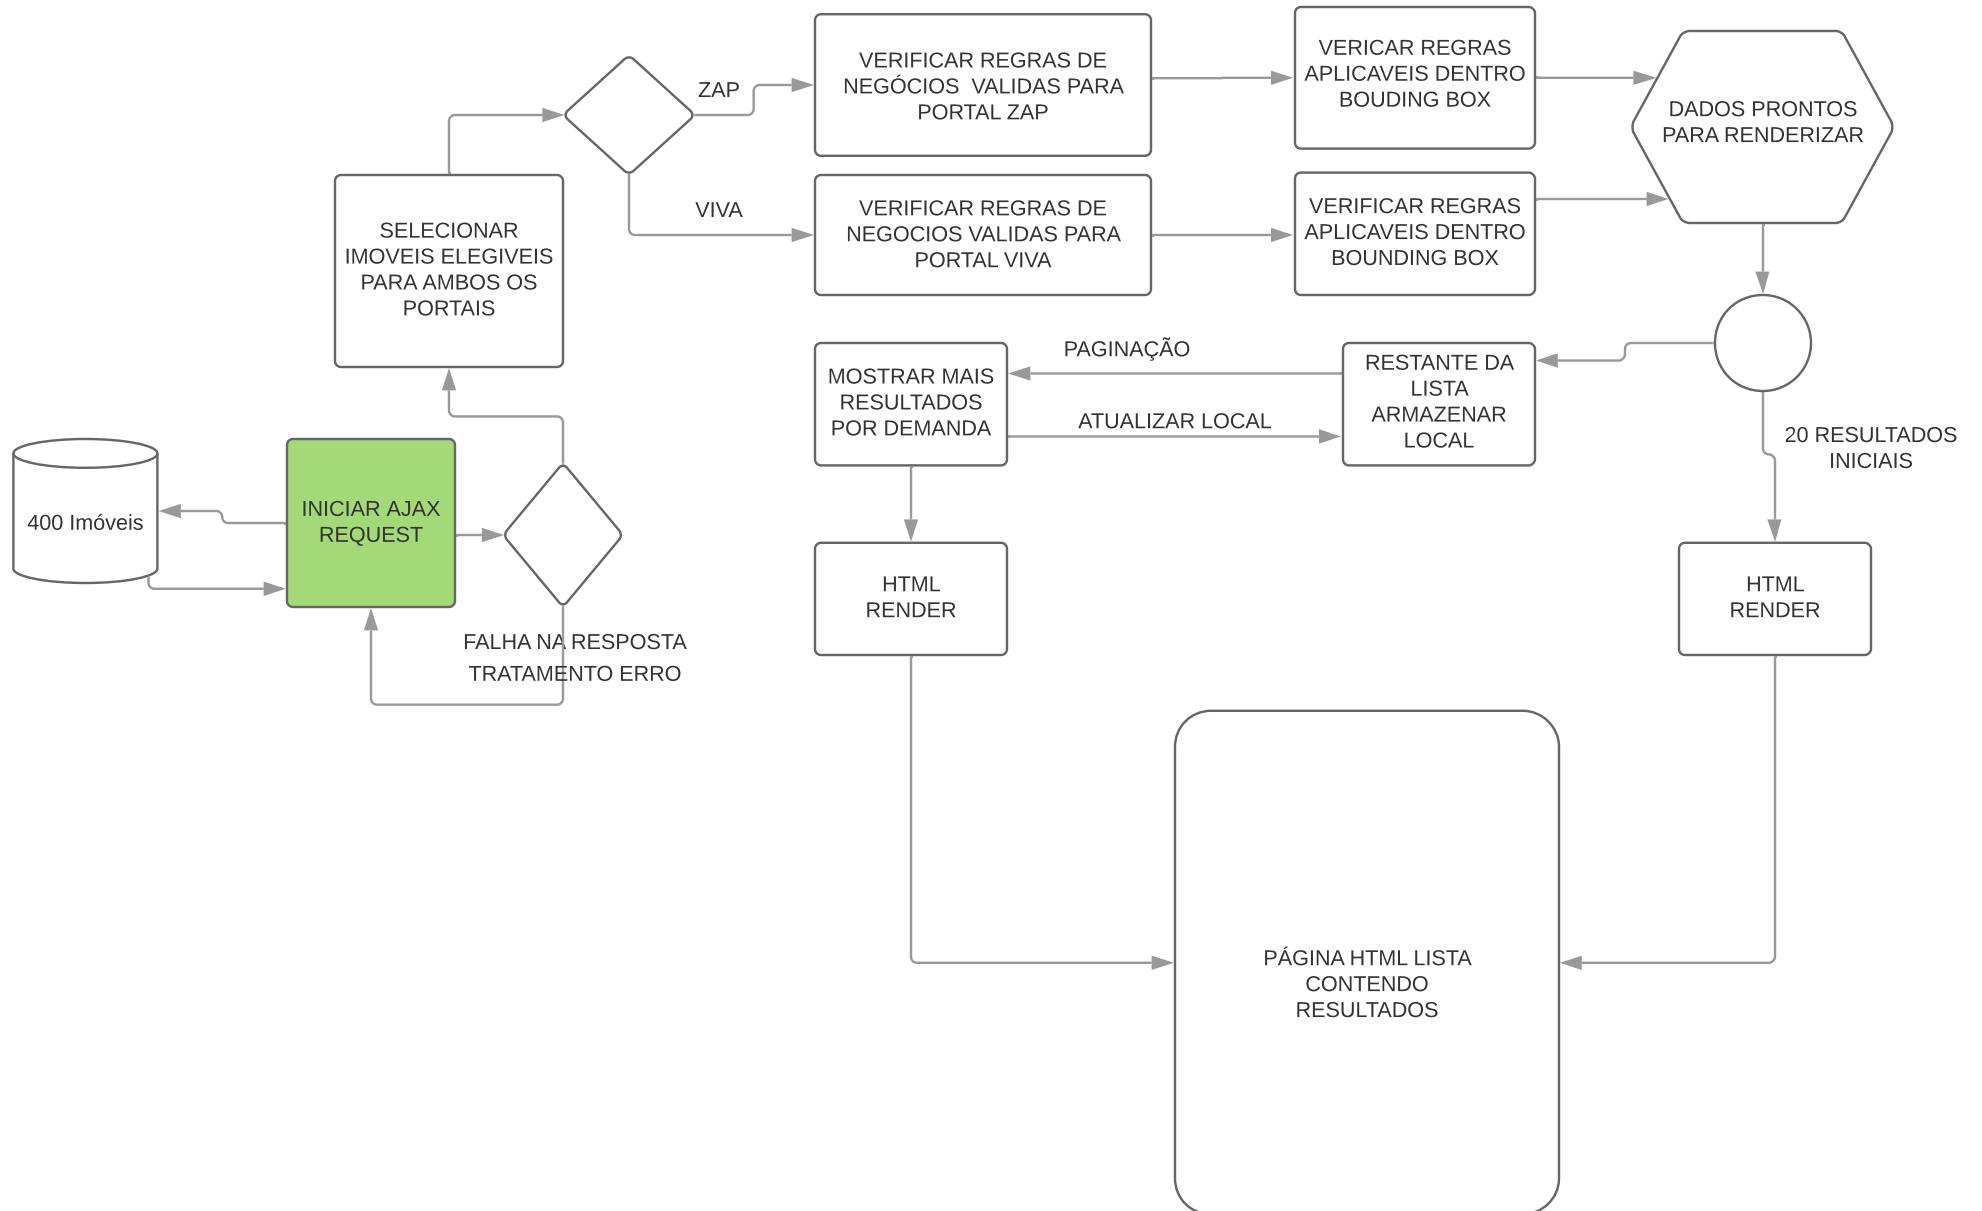 ZAP
VERIFICAR REGRAS DE
NEGÓCIOS  VALIDAS PARA
PORTAL ZAP
VERICAR REGRAS
APLICAVEIS DENTRO
BOUDING BOX
DADOS PRONTOS
PARA RENDERIZAR
VIVA
VERIFICAR REGRAS DE
NEGOCIOS VALIDAS PARA
PORTAL VIVA
VERIFICAR REGRAS
APLICAVEIS DENTRO
BOUNDING BOX
SELECIONAR
IMOVEIS ELEGIVEIS
PARA AMBOS OS
PORTAIS
MOSTRAR MAIS
RESULTADOS
POR DEMANDA
PAGINAÇÃO
ATUALIZAR LOCAL
RESTANTE DA
LISTA
ARMAZENAR
LOCAL
20 RESULTADOS
INICIAIS
400 Imóveis
INICIAR AJAX
REQUEST
FALHA NA RESPOSTA
TRATAMENTO ERRO
HTML
RENDER
HTML
RENDER
PÁGINA HTML LISTA
CONTENDO
RESULTADOS